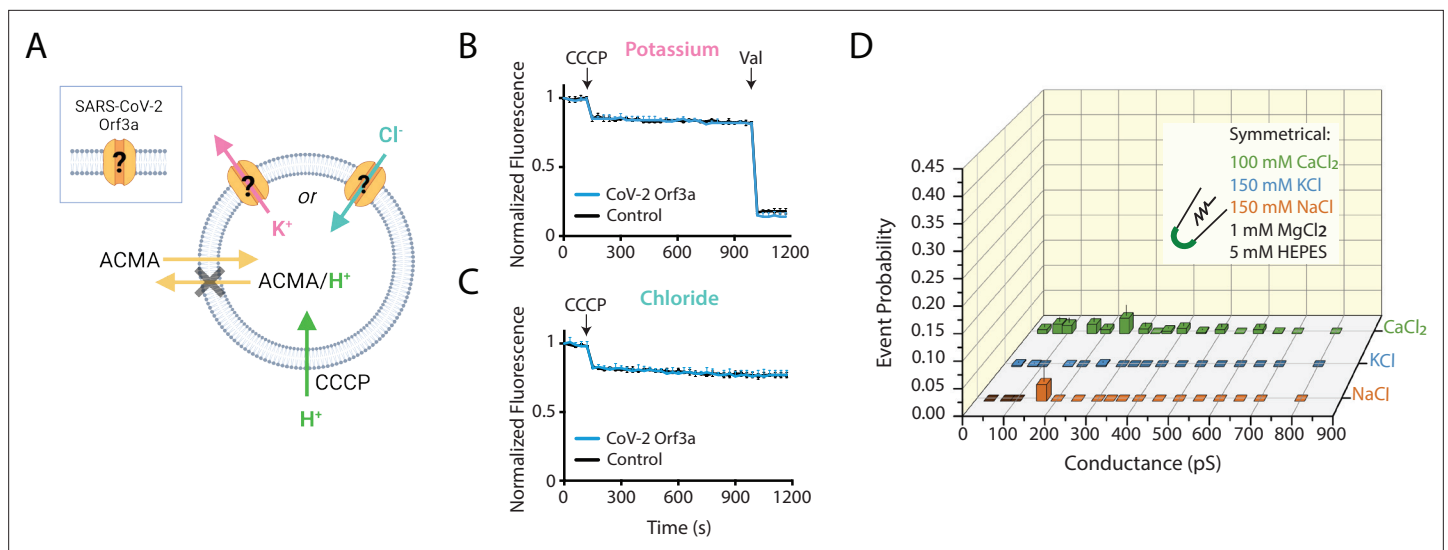 A
SARS-CoV-2
Orf3a
?
?
?
Cl⁻
or
K⁺
ACMA
ACMA/H⁺
CCCP
H⁺
B
CCCP
Potassium
Val
Normalized Fluorescence
1
0.5
0
CoV-2 Orf3a
Control
0
300
600
900
1200
C
CCCP
Chloride
Normalized Fluorescence
1
0.5
0
CoV-2 Orf3a
Control
0
300
600
900
1200
Time (s)
D
Symmetrical:
100 mM CaCl₂
150 mM KCl
150 mM NaCl
1 mM MgCl₂
5 mM HEPES
Event Probability
0.45
0.40
0.35
0.30
0.25
0.20
0.15
0.10
0.05
0.00
CaCl₂
KCl
NaCl
0
100
200
300
400
500
600
700
800
900
Conductance (pS)